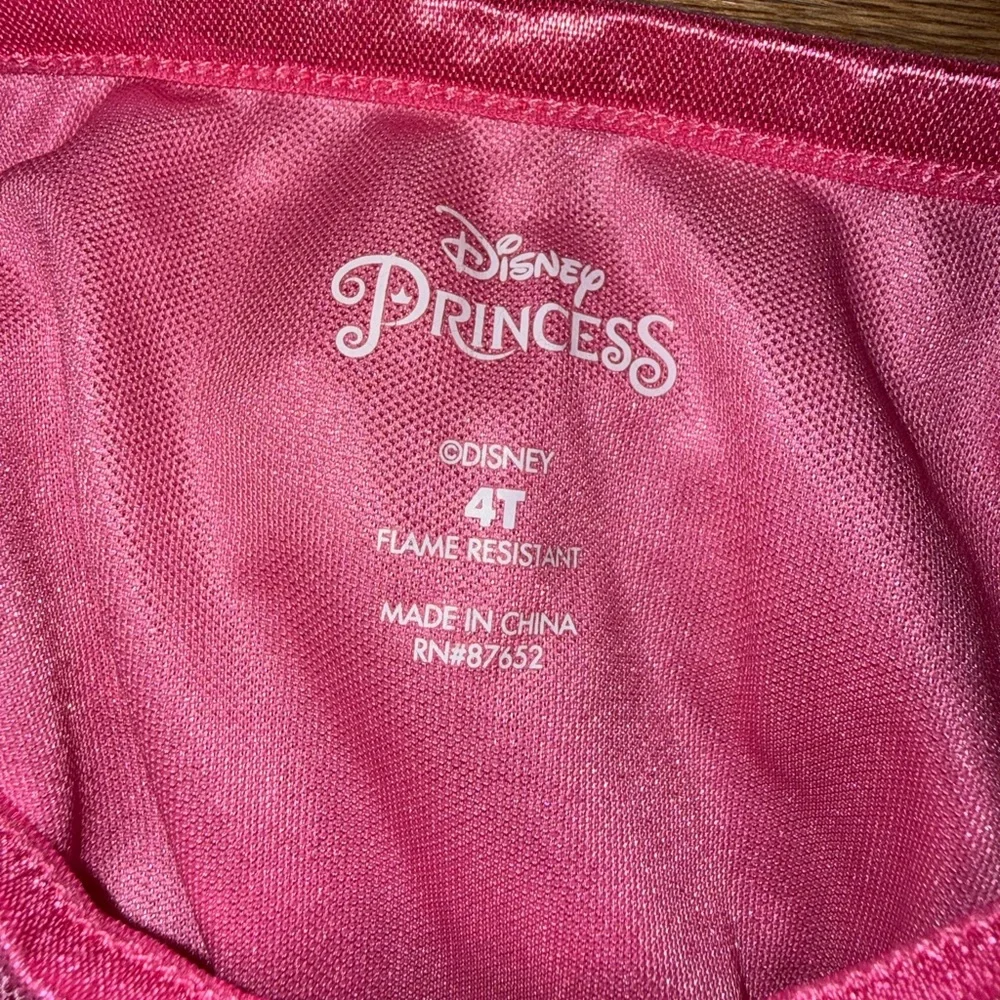 Disney
Princess
©DISNEY
4T
FLAME RESISTANT
MADE IN CHINA
RN#87652